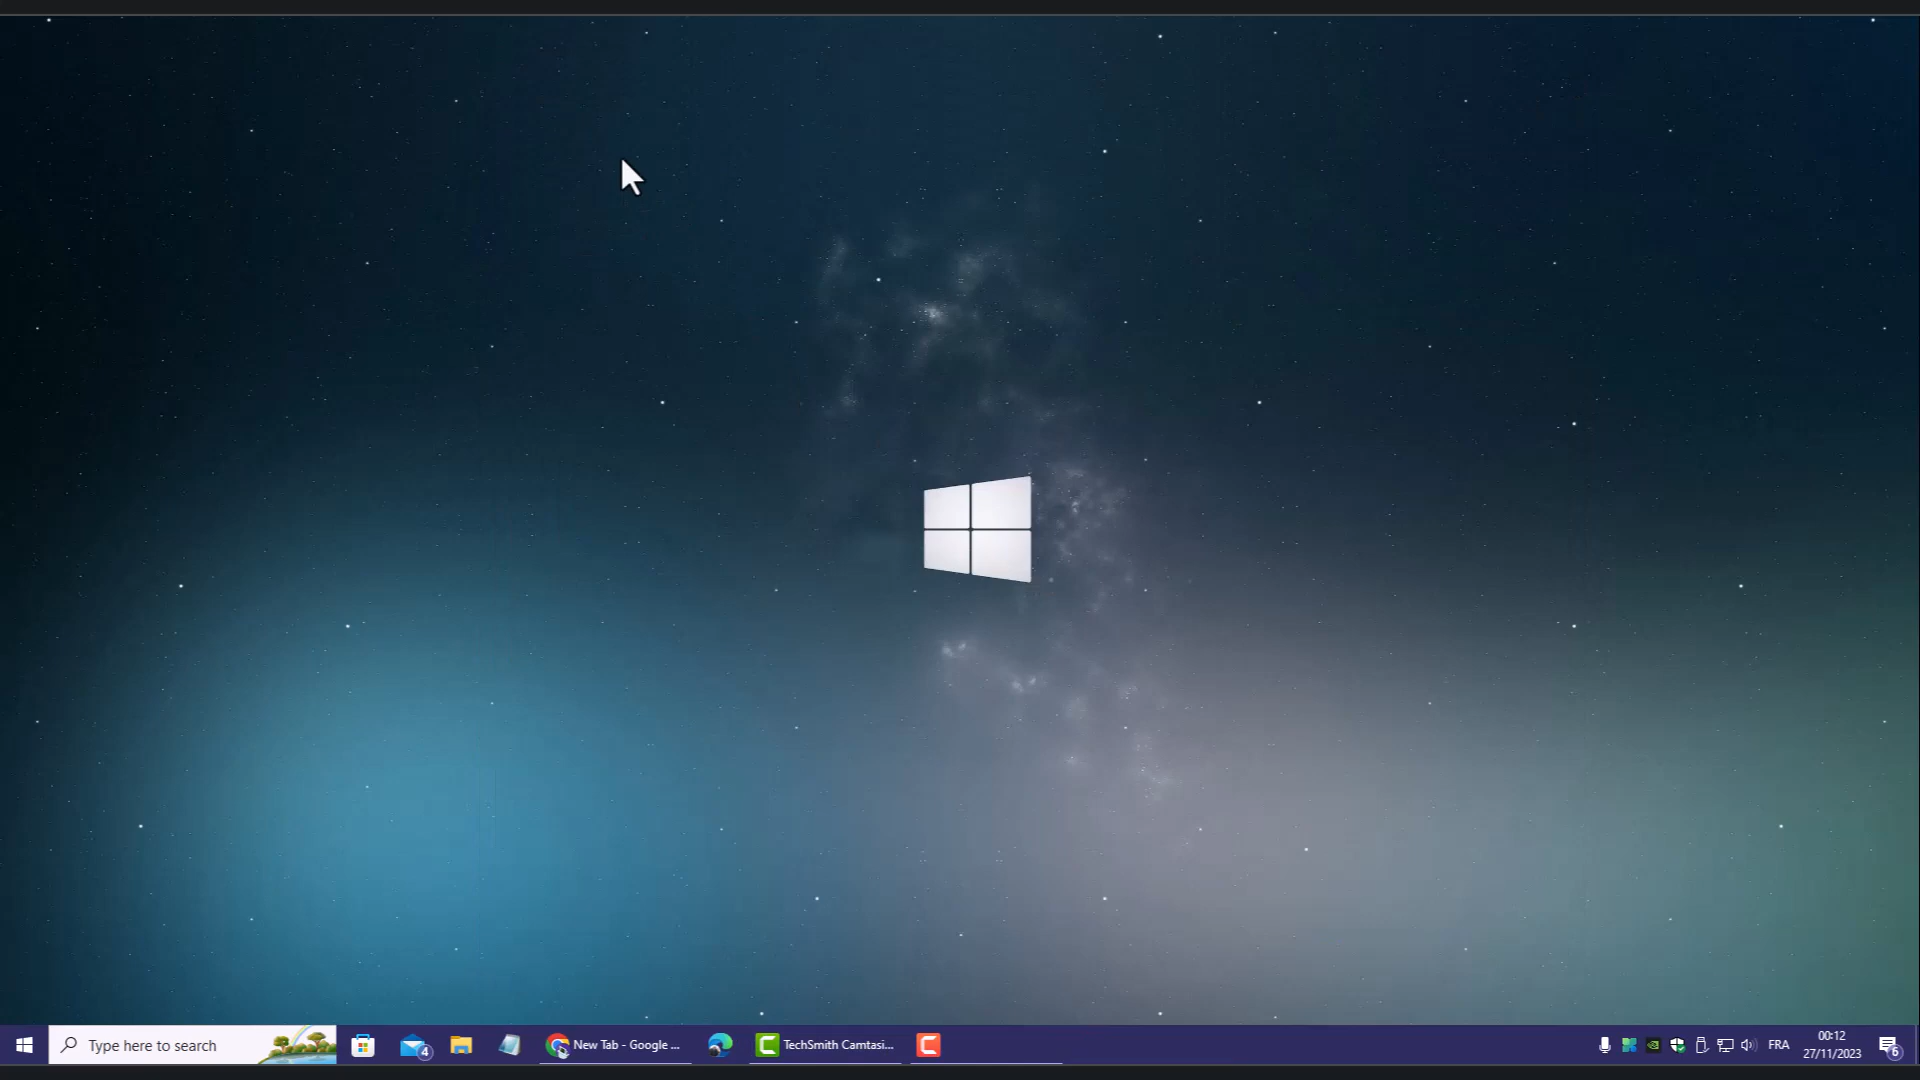 Type here to search
4
New Tab - Google ...
TechSmith Camtasi...
FRA
00:12
27/11/2023
6